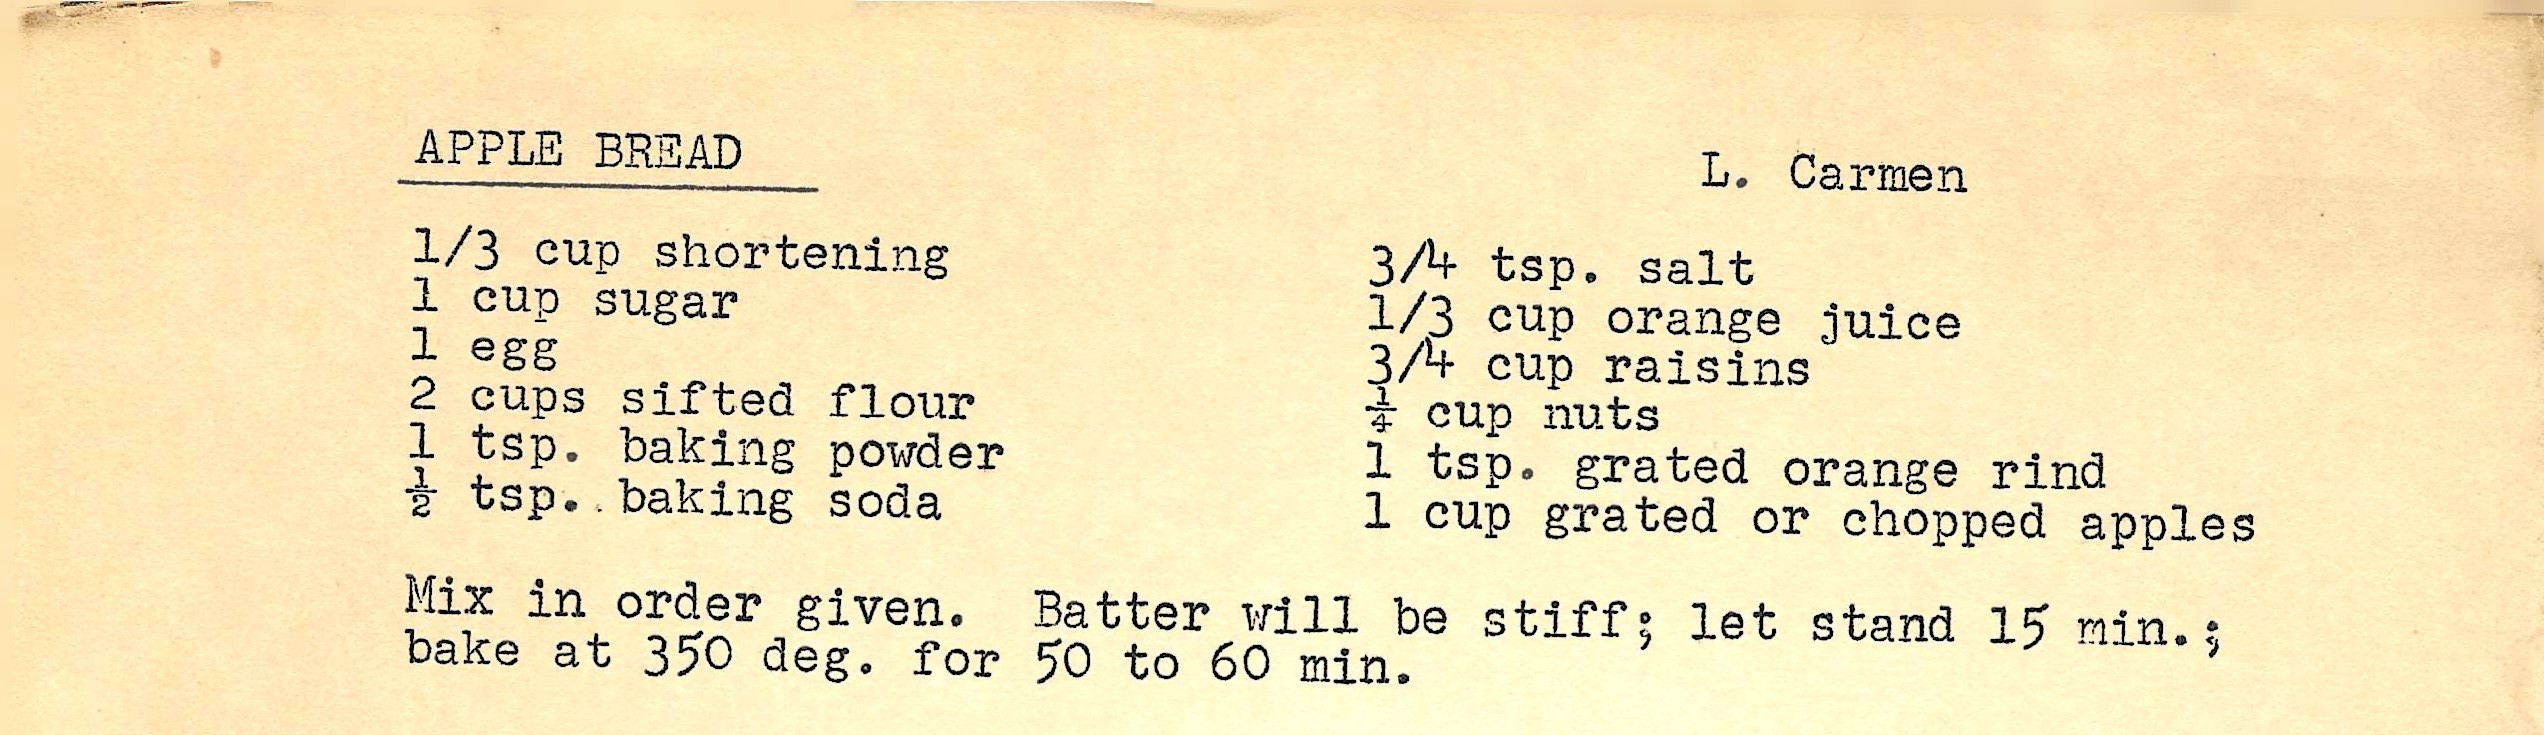 APPLE BREAD
L. Carmen
1/3 cup shortening
1 cup sugar
1 egg
2 cups sifted flour
1 tsp. baking powder
½ tsp. baking soda
3/4 tsp. salt
1/3 cup orange juice
3/4 cup raisins
¼ cup nuts
1 tsp. grated orange rind
1 cup grated or chopped apples
Mix in order given. Batter will be stiff; let stand 15 min.;
bake at 350 deg. for 50 to 60 min.